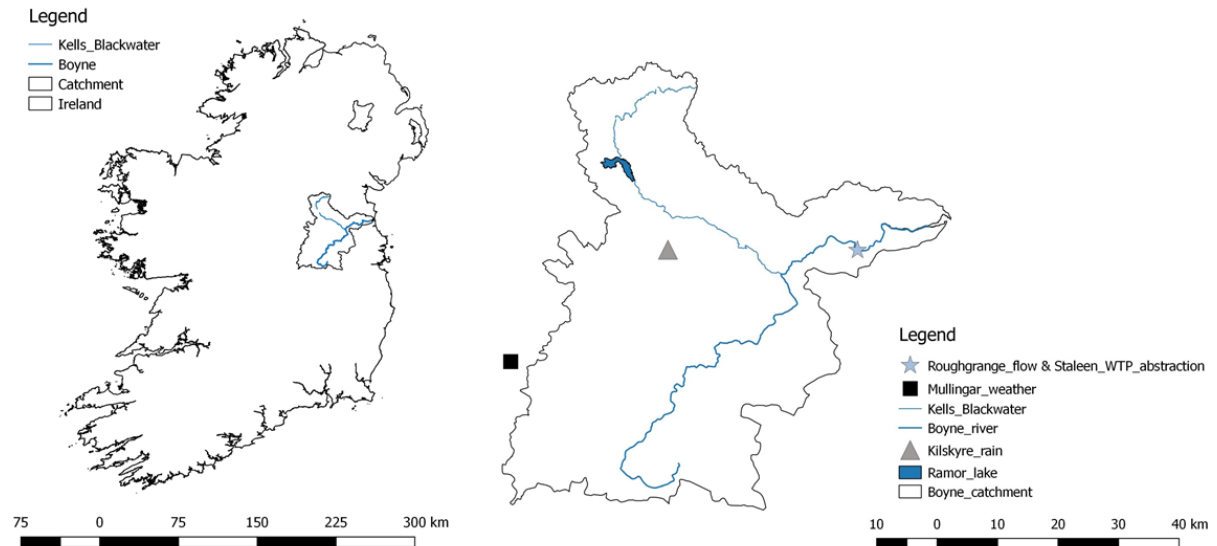 Legend
Kells_Blackwater
Boyne
Catchment
Ireland
75 0 75 150 225 300 km
Legend
Roughgrange_flow & Staleen_WTP_abstraction
Mullingar_weather
Kells_Blackwater
Boyne_river
Kilskyre_rain
Ramor_lake
Boyne_catchment
10 0 10 20 30 40 km